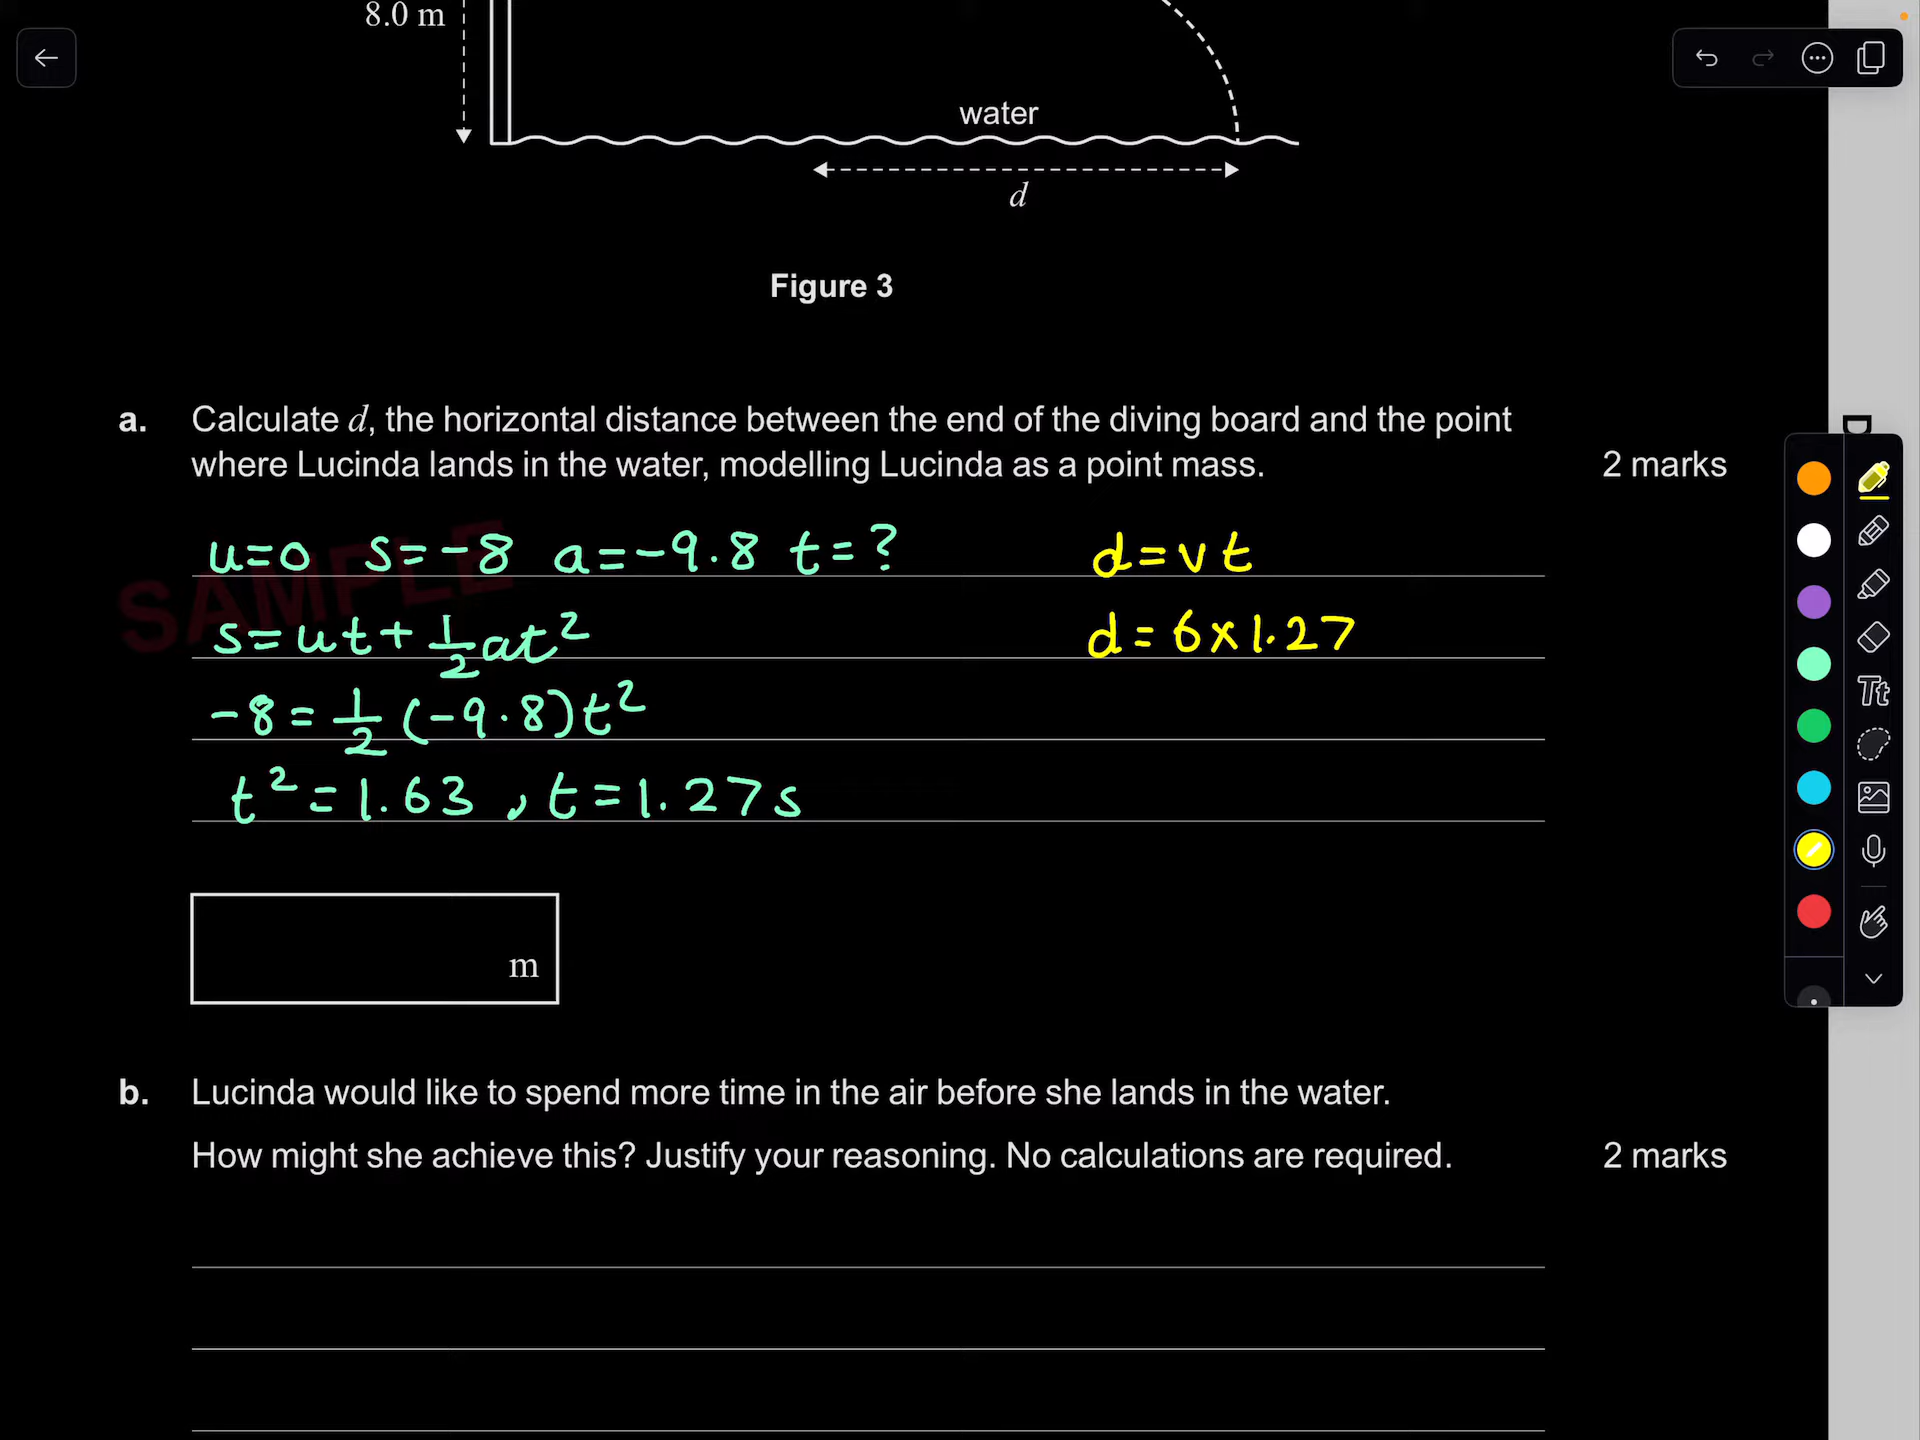 8.0 m
water
d
Figure 3
a. Calculate d, the horizontal distance between the end of the diving board and the point
where Lucinda lands in the water, modelling Lucinda as a point mass. 2 marks
SAMPLE
u=0 s=-8 a=-9.8 t=? d=vt
s=ut+½at² d=6×1.27
-8=½(-9.8)t²
t²=1.63, t=1.27s
m
b. Lucinda would like to spend more time in the air before she lands in the water.
How might she achieve this? Justify your reasoning. No calculations are required. 2 marks
Tt